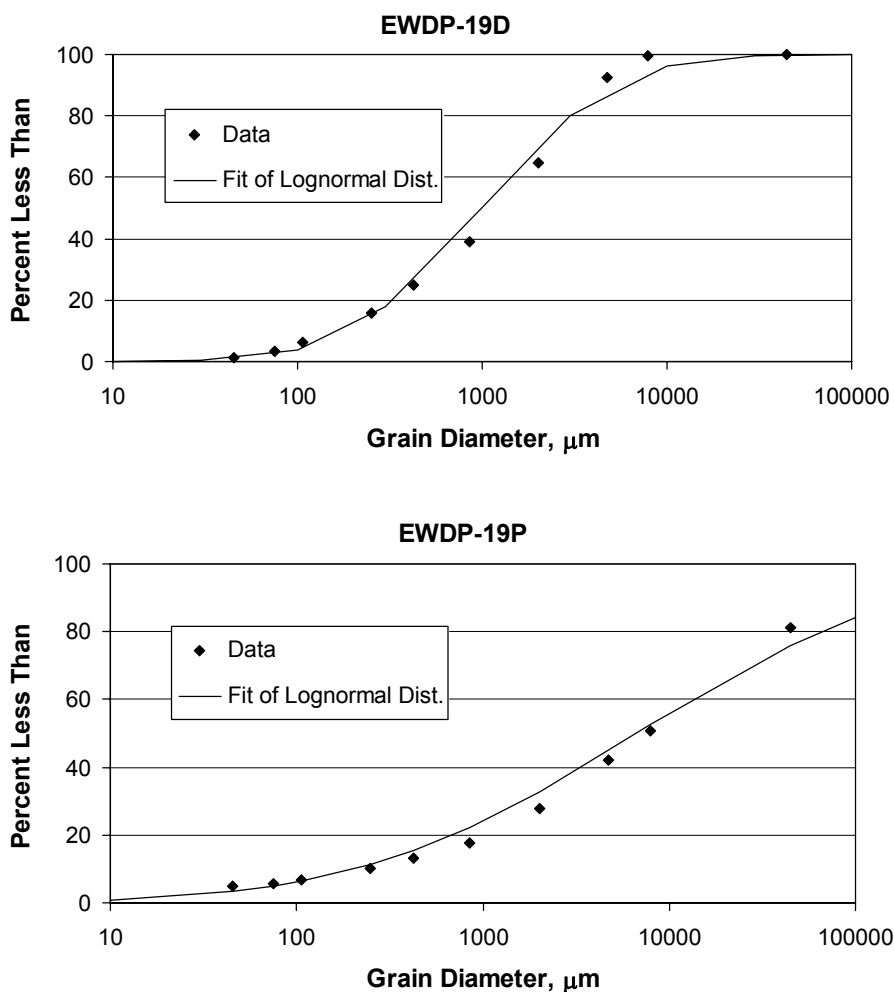 EWDP-19D
Percent Less Than
100
80
60
40
20
0
Data
Fit of Lognormal Dist.
10 100 1000 10000 100000
Grain Diameter, μm
EWDP-19P
Percent Less Than
100
80
60
40
20
0
Data
Fit of Lognormal Dist.
10 100 1000 10000 100000
Grain Diameter, μm